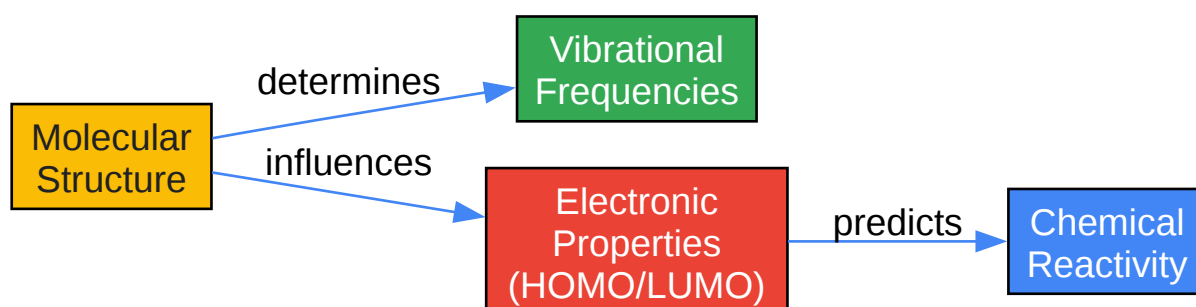 Molecular
Structure
determines
influences
Vibrational
Frequencies
Electronic
Properties
(HOMO/LUMO)
predicts
Chemical
Reactivity